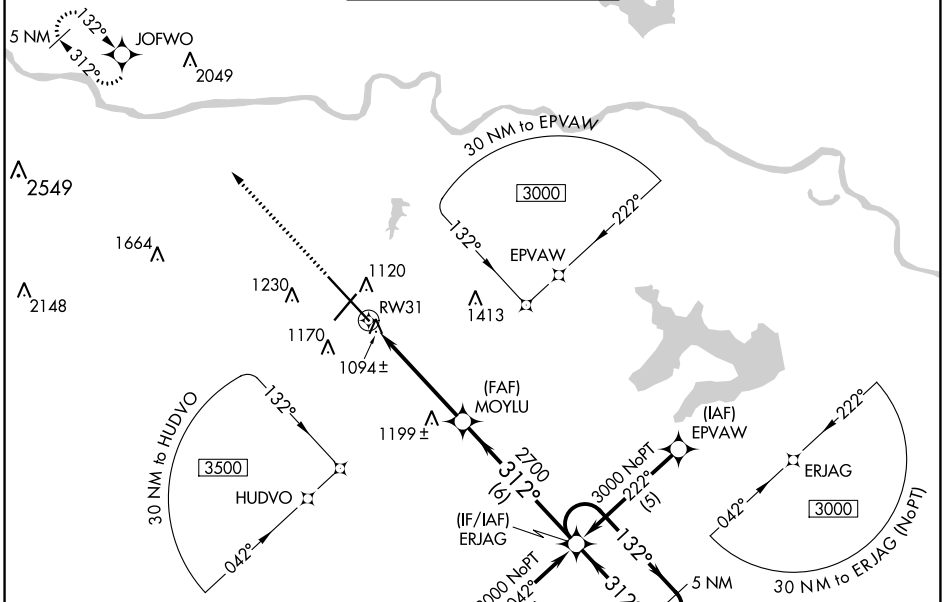 132°
5 NM
JOFWO
312°
2049
30 NM to EPVAW
2549
3000
222°
132°
1664
EPVAW
1120
1230
2148
RW31
1413
1170
1094±
(FAF)
MOYLU
132°
222°
30 NM to HUDVO
1199±
(IAF)
EPVAW
3500
2700
312°
(6)
3000 NoPT
222°
(5)
ERJAG
HUDVO
(IF/IAF)
ERJAG
042°
3000
132°
042°
3000 NoPT
042°
312°
5 NM
30 NM to ERJAG (NoPT)